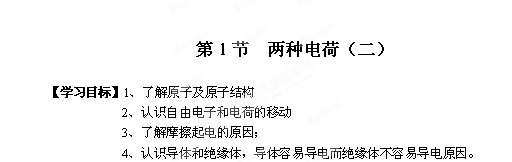 第 1 节 两种电荷（二）
【学习目标】1、了解原子及原子结构
2、认识自由电子和电荷的移动
3、了解摩擦起电的原因；
4、认识导体和绝缘体，导体容易导电而绝缘体不容易导电原因。